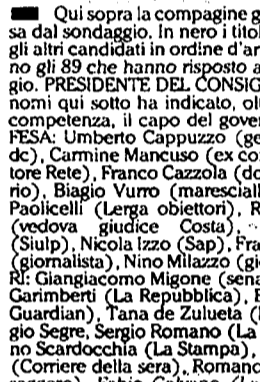 Qui sopra la compagine g
sa dal sondaggio. In nero i tito
gli altri candidati in ordine d'ar
no gli 89 che hanno risposto a
gio. PRESIDENTE DEL CONSIG
nomi qui sotto ha indicato, ol
competenza, il capo del gover
FESA: Umberto Cappuzzo (ge
dc), Carmine Mancuso (ex co
tore Rete), Franco Cazzola (do
rio), Biagio Vurro (marescial
Paolicelli (Lerga obiettori), R
(vedova giudice Costa),
(Siulp), Nicola Izzo (Sap), Fra
(giornalista), Nino Milazzo (gi
RI: Giangiacomo Migone (sena
Garimberti (La Repubblica), E
Guardian), Tana de Zulueta (
gio Segre, Sergio Romano (La
no Scardocchia (La Stampa),
(Corriere della sera), Romano